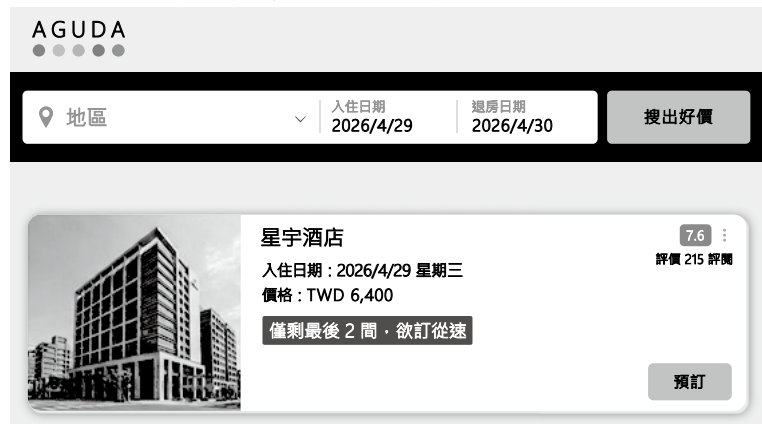 AGUDA
地區
入住日期
2026/4/29
退房日期
2026/4/30
搜出好價
星宇酒店
7.6
入住日期：2026/4/29 星期三
評價 215 評閱
價格：TWD 6,400
僅剩最後 2 間，欲訂從速
預訂